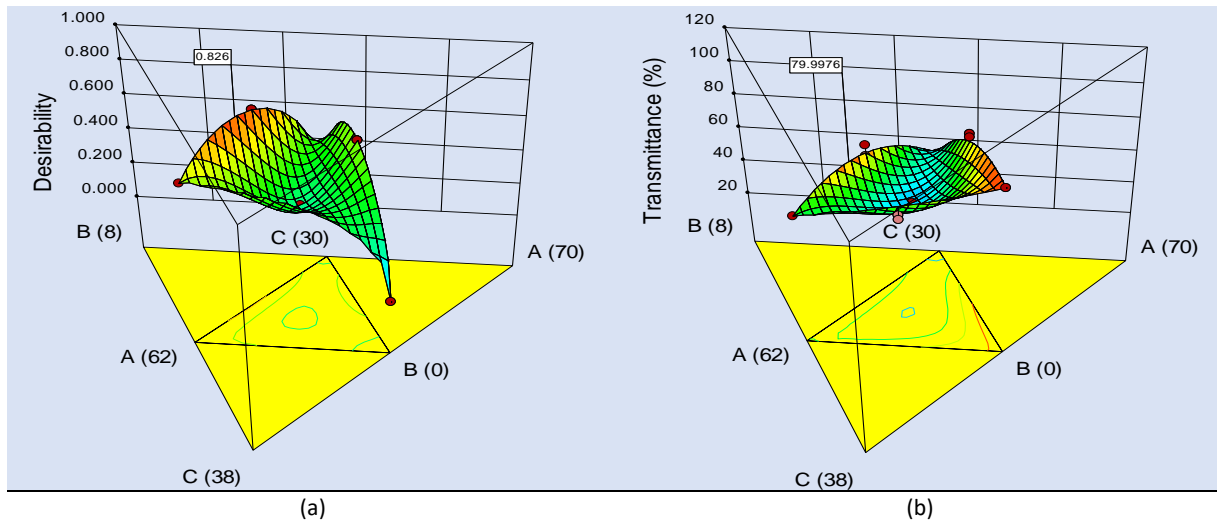 1.000
0.800
0.600
0.400
0.200
0.000
Desirability
0.826
B (8)
C (30)
A (70)
A (62)
B (0)
C (38)
(a)
120
100
80
60
40
20
Transmittance (%)
79.9976
B (8)
C (30)
A (70)
A (62)
B (0)
C (38)
(b)